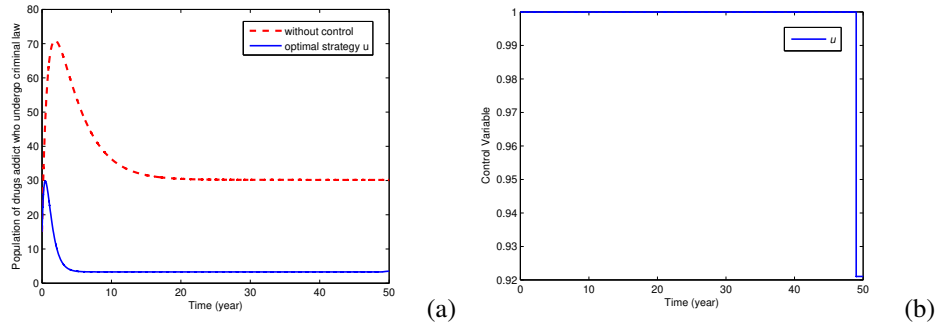 80
70
60
50
40
30
20
10
0
0 10 20 30 40 50
Time (year)
Population of drugs addict who undergo criminal law
without control
optimal strategy u
(a)
1
0.99
0.98
0.97
0.96
0.95
0.94
0.93
0.92
0 10 20 30 40 50
Time (year)
Control Variable
u
(b)